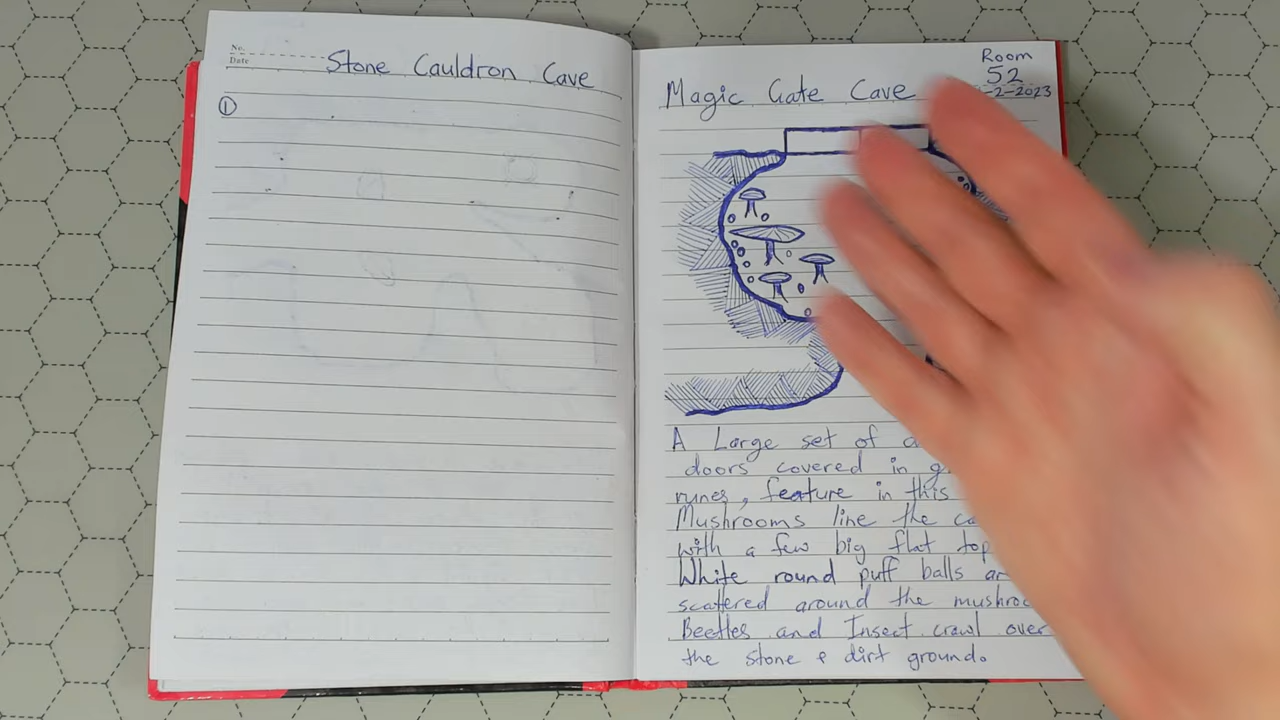 No.
Date
Stone Cauldron Cave
①
Room
52
-2-2023
Magic Gate Cave
A Large set of
doors covered in
runes, feature in this
Mushrooms line the
with a few big flat top
White round puff balls
scattered around the
Beetles and Insect crawl over
the stone & dirt ground.